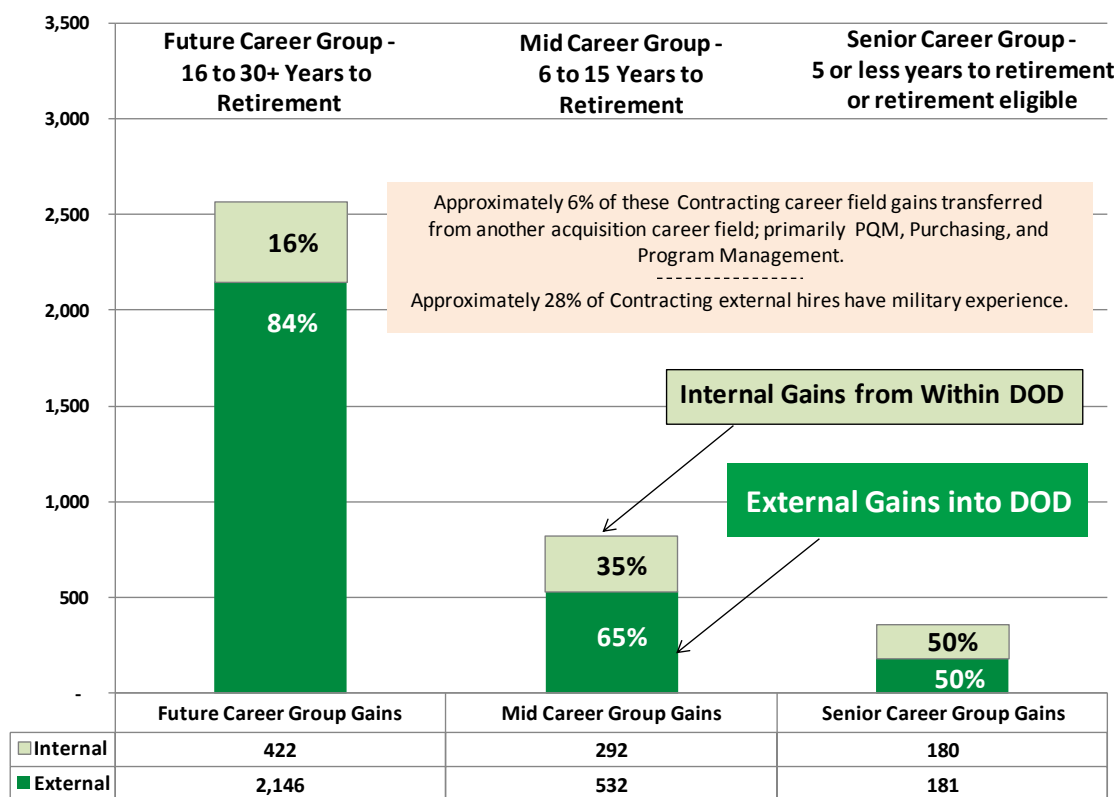 3,500
3,000
2,500
2,000
1,500
1,000
500
-
Future Career Group -
16 to 30+ Years to
Retirement
Mid Career Group -
6 to 15 Years to
Retirement
Senior Career Group -
5 or less years to retirement
or retirement eligible
Approximately 6% of these Contracting career field gains transferred
from another acquisition career field; primarily PQM, Purchasing, and
Program Management.
---------------
Approximately 28% of Contracting external hires have military experience.
16%
84%
Internal Gains from Within DOD
External Gains into DOD
35%
65%
50%
50%
Future Career Group Gains Mid Career Group Gains Senior Career Group Gains
Internal 422 292 180
External 2,146 532 181